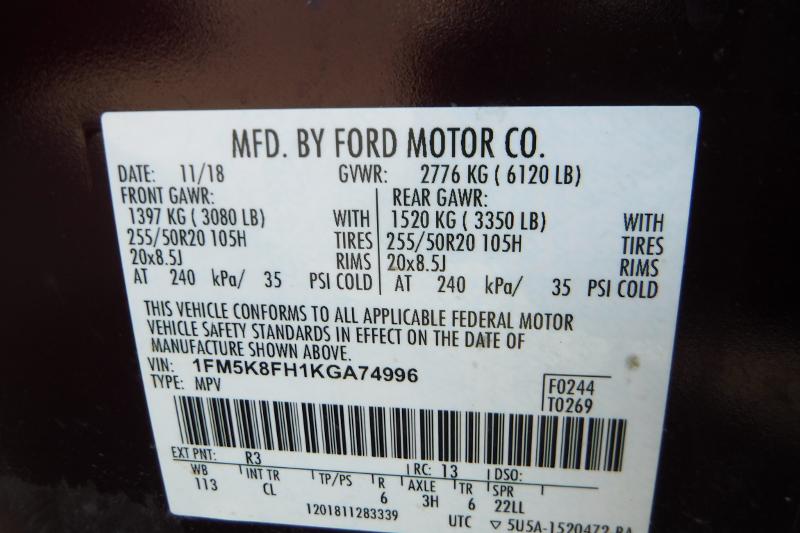 MFD. BY FORD MOTOR CO.
DATE: 11/18 GVWR: 2776 KG ( 6120 LB)
FRONT GAWR: REAR GAWR:
1397 KG ( 3080 LB) WITH 1520 KG ( 3350 LB) WITH
255/50R20 105H TIRES 255/50R20 105H TIRES
20x8.5J RIMS 20x8.5J RIMS
AT 240 kPa/ 35 PSI COLD AT 240 kPa/ 35 PSI COLD
THIS VEHICLE CONFORMS TO ALL APPLICABLE FEDERAL MOTOR
VEHICLE SAFETY STANDARDS IN EFFECT ON THE DATE OF
MANUFACTURE SHOWN ABOVE.
VIN: 1FM5K8FH1KGA74996
TYPE: MPV F0244
T0269
EXT PNT: R3 RC: 13 DSO:
WB INT TR TP/PS R AXLE TR SPR
113 CL 6 3H 6 22LL
1201811283339 UTC ▽ 5U5A-1520472-BA